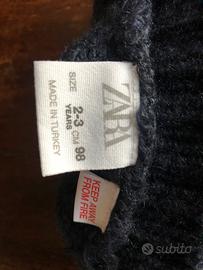 ZARA
SIZE 2-3 CM 98
YEARS
MADE IN TURKEY
KEEP AWAY
FROM FIRE
subito